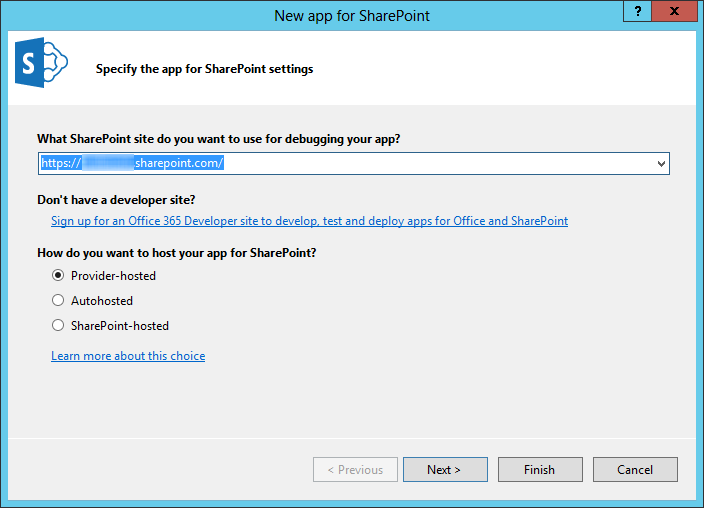 New app for SharePoint
?
x
S
Specify the app for SharePoint settings
What SharePoint site do you want to use for debugging your app?
https:// sharepoint.com/
Don't have a developer site?
Sign up for an Office 365 Developer site to develop, test and deploy apps for Office and SharePoint
How do you want to host your app for SharePoint?
Provider-hosted
Autohosted
SharePoint-hosted
Learn more about this choice
< Previous
Next >
Finish
Cancel